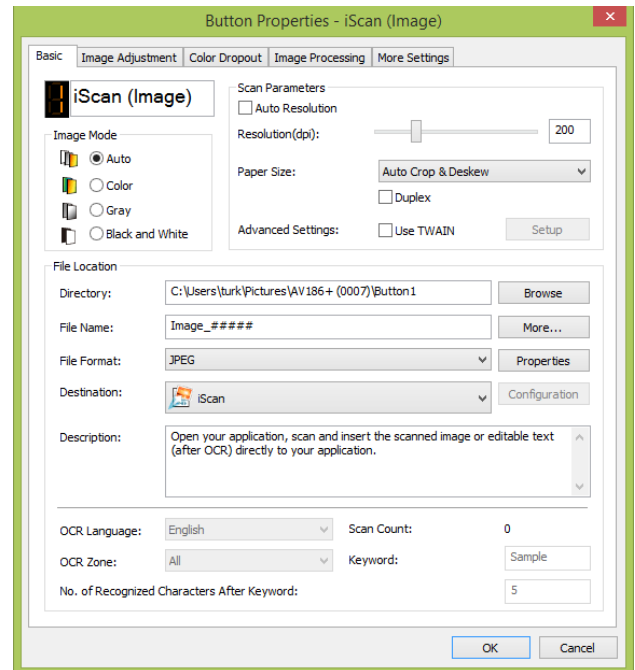 Button Properties - iScan (Image)
Basic Image Adjustment Color Dropout Image Processing More Settings
1 iScan (Image)
Image Mode
Auto
Color
Gray
Black and White
Scan Parameters
Auto Resolution
Resolution(dpi): 200
Paper Size: Auto Crop & Deskew
Duplex
Advanced Settings: Use TWAIN Setup
File Location
Directory: C:\Users\turk\Pictures\AV186+ (0007)\Button1 Browse
File Name: Image_##### More...
File Format: JPEG Properties
Destination: iScan Configuration
Description: Open your application, scan and insert the scanned image or editable text
(after OCR) directly to your application.
OCR Language: English Scan Count: 0
OCR Zone: All Keyword: Sample
No. of Recognized Characters After Keyword: 5
OK Cancel